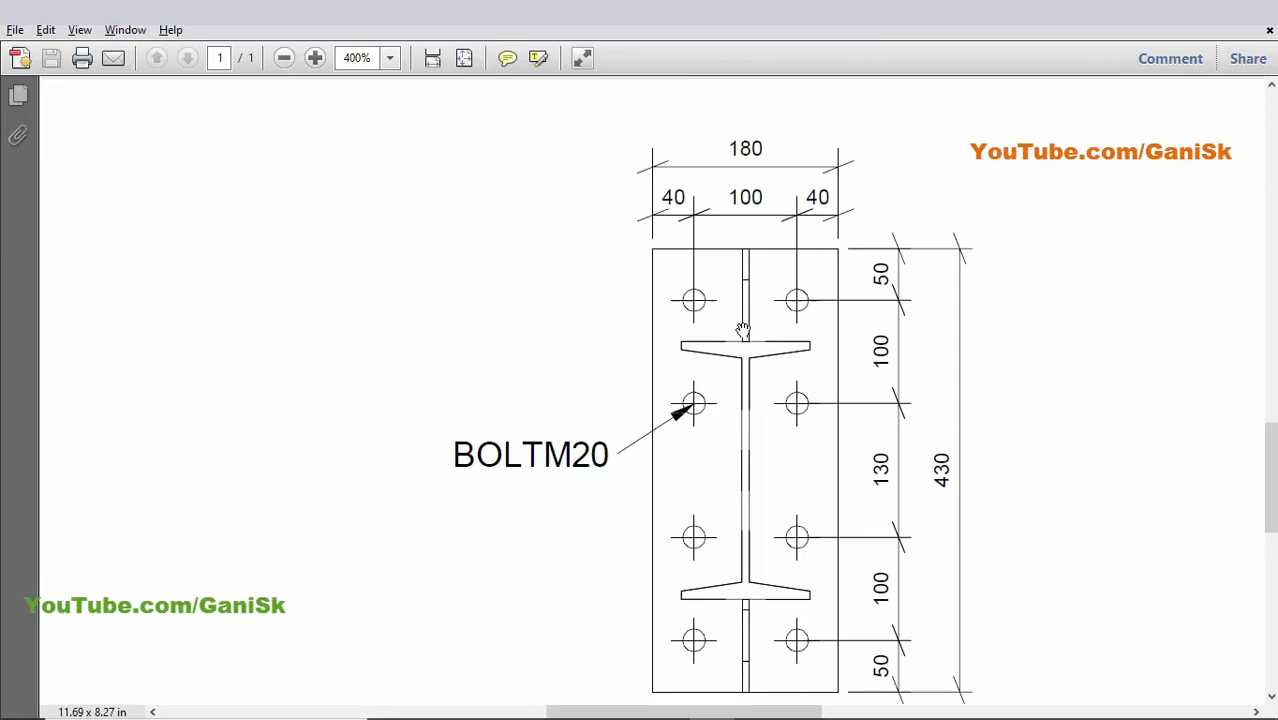 File Edit View Window Help ×
1 / 1 400% Comment Share
YouTube.com/GaniSk
180
40 100 40
50
100
BOLTM20
130
430
YouTube.com/GaniSk
100
50
11.69 x 8.27 in